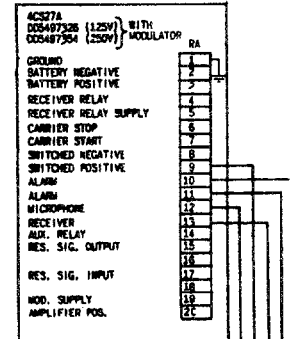 4CS27A
DD5497326 (125V) WITH
DD5497354 (250V) MODULATOR
RA
GROUND 1
BATTERY NEGATIVE 2
BATTERY POSITIVE 3
RECEIVER RELAY 4
RECEIVER RELAY SUPPLY 5
CARRIER STOP 6
CARRIER START 7
SWITCHED NEGATIVE 8
SWITCHED POSITIVE 9
ALARM 10
ALARM 11
MICROPHONE 12
RECEIVER 13
AUX. RELAY 14
RES. SIG. OUTPUT 15
16
RES. SIG. INPUT 17
18
MOD. SUPPLY 19
AMPLIFIER POS. 20